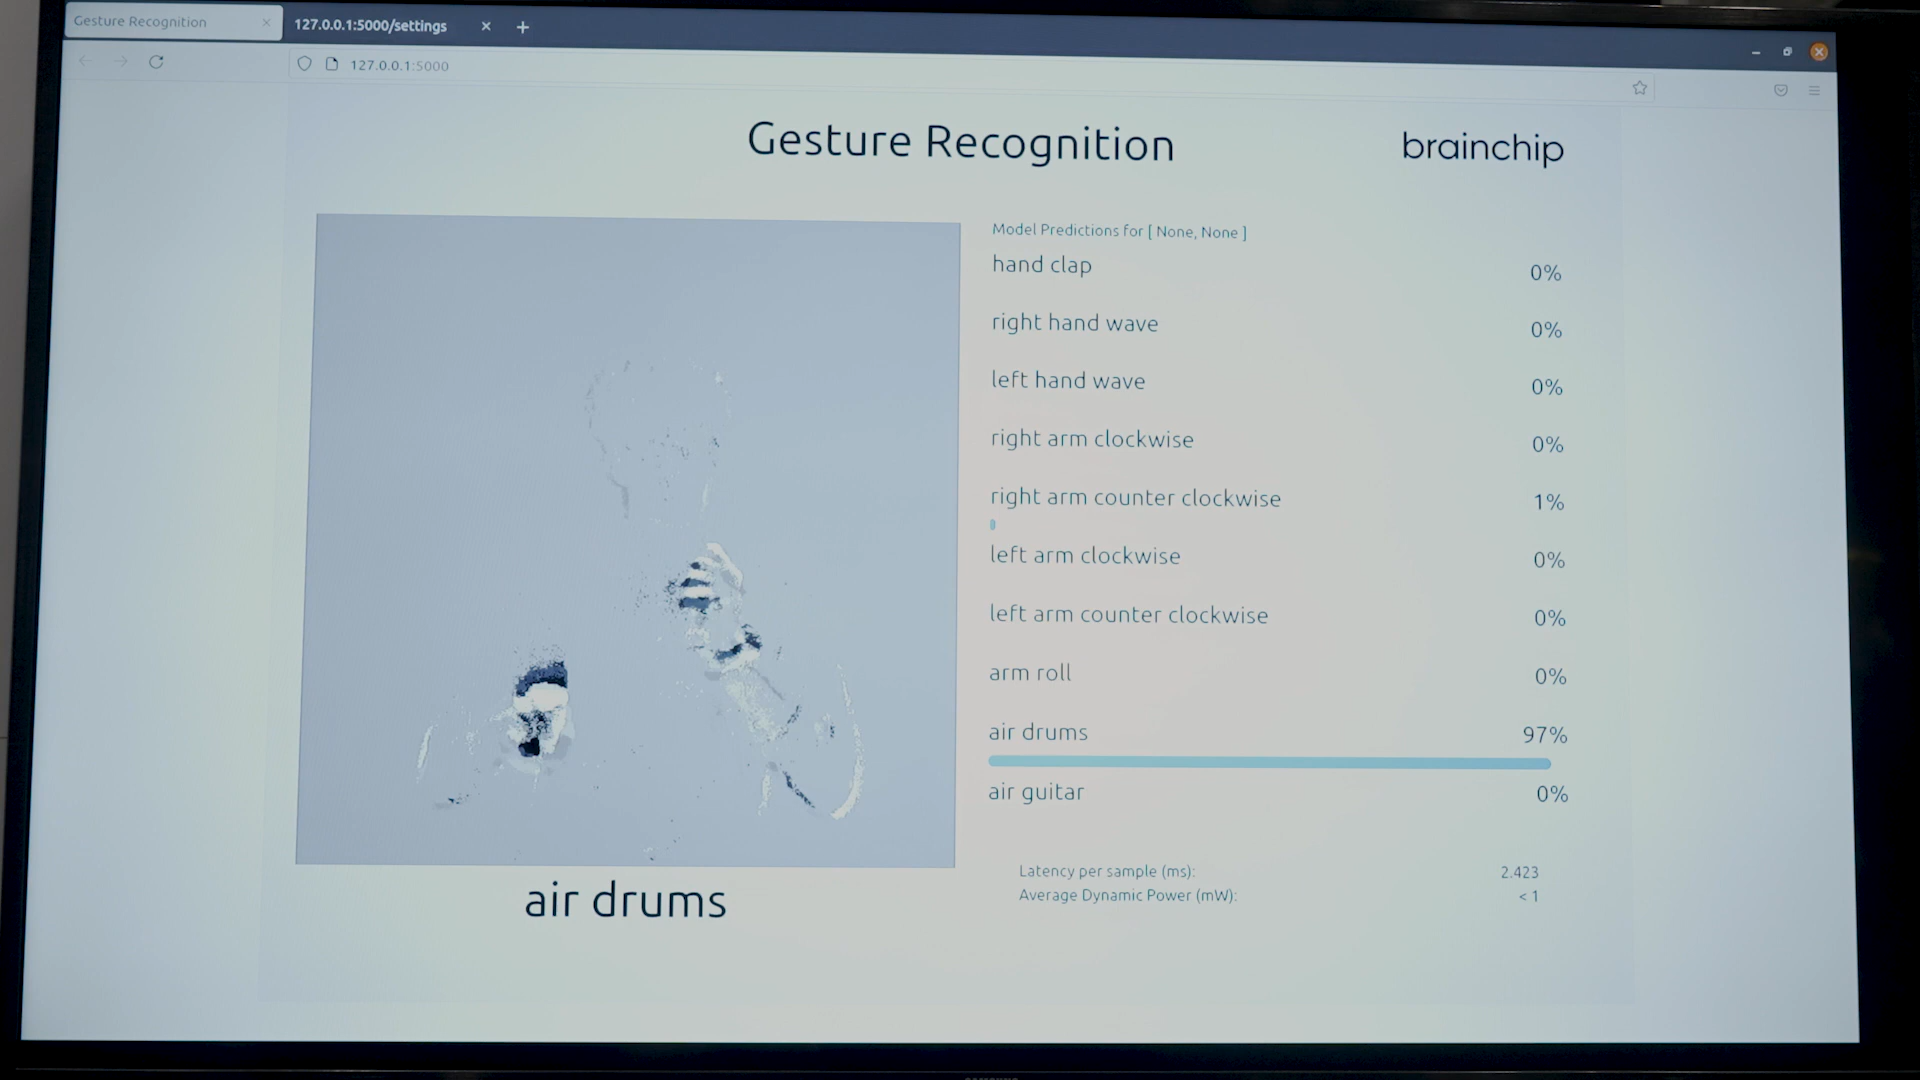 Gesture Recognition
127.0.0.1:5000/settings
127.0.0.1:5000
Gesture Recognition
brainchip
Model Predictions for [ None, None ]
hand clap 0%
right hand wave 0%
left hand wave 0%
right arm clockwise 0%
right arm counter clockwise 1%
left arm clockwise 0%
left arm counter clockwise 0%
arm roll 0%
air drums 97%
air guitar 0%
Latency per sample (ms): 2.423
Average Dynamic Power (mW): < 1
air drums